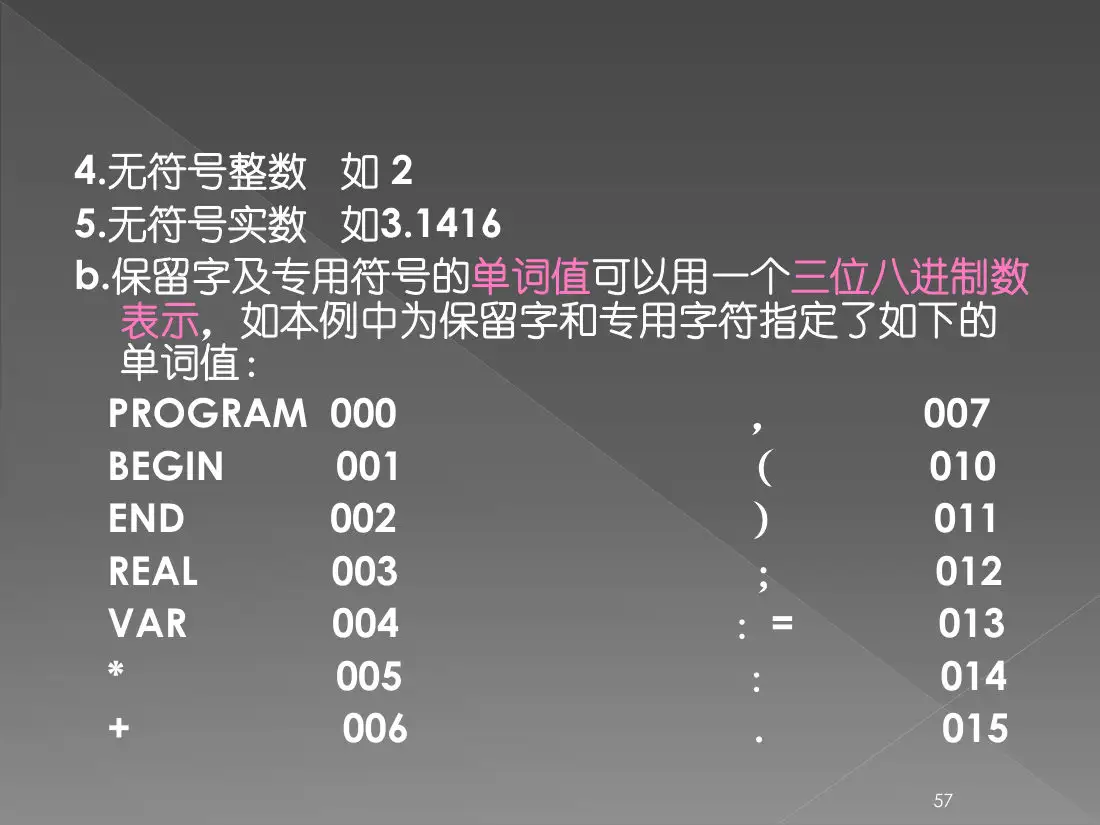 4.无符号整数 如 2
5.无符号实数 如3.1416
b.保留字及专用符号的单词值可以用一个三位八进制数
表示，如本例中为保留字和专用字符指定了如下的
单词值：
PROGRAM 000 ， 007
BEGIN 001 （ 010
END 002 ） 011
REAL 003 ； 012
VAR 004 ：= 013
* 005 ： 014
+ 006 . 015
57